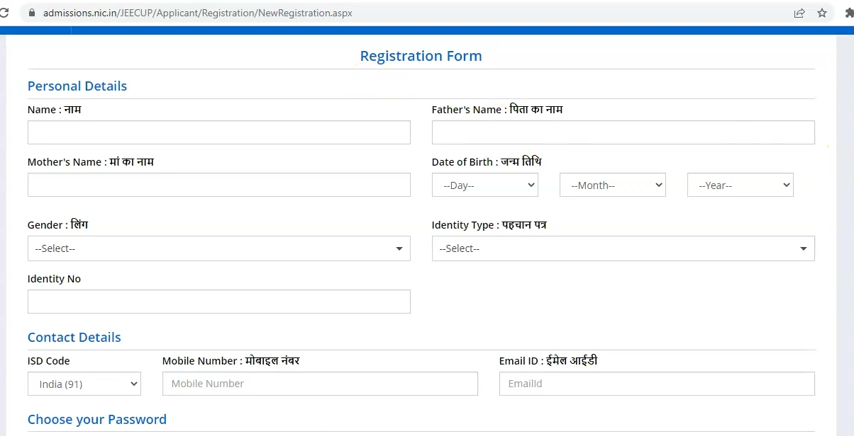 admissions.nic.in/JEECUP/Applicant/Registration/NewRegistration.aspx
Registration Form
Personal Details
Name : नाम
Father's Name : पिता का नाम
Mother's Name : मां का नाम
Date of Birth : जन्म तिथि
--Day--
--Month--
--Year--
Gender : लिंग
Identity Type : पहचान पत्र
--Select--
--Select--
Identity No
Contact Details
ISD Code
Mobile Number : मोबाइल नंबर
Email ID : ईमेल आईडी
India (91)
Mobile Number
EmailId
Choose your Password